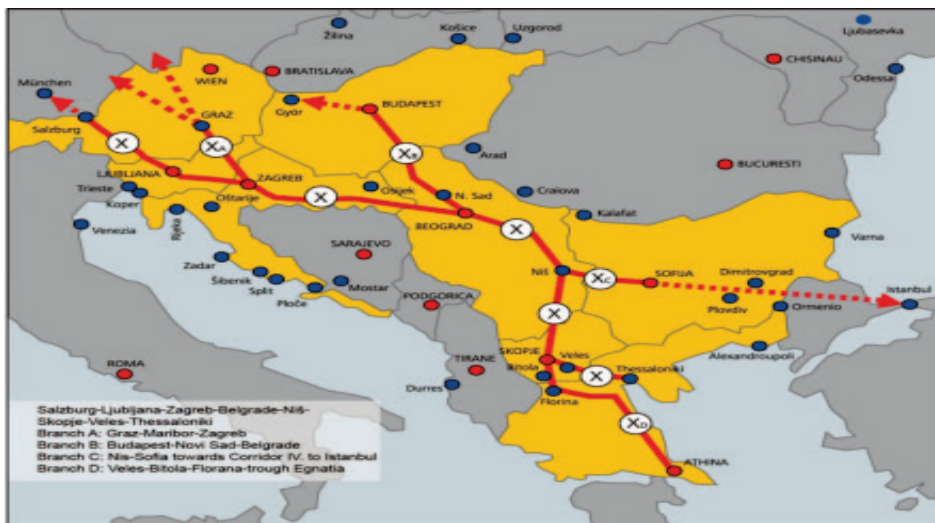 Žilina
Košice
Uzgorod
Ljubasevka
WIEN
BRATISLAVA
CHISINAU
Odessa
München
Györ
BUDAPEST
GRAZ
Salzburg
X
XA
XB
Arad
LJUBLJANA
ZAGREB
BUCURESTI
Trieste
Koper
Oštarije
X
Osijek
N. Sad
Craiova
Rjeka
BEOGRAD
X
Kalafat
Venezia
Varna
SARAJEVO
Zadar
Niš
XC
SOFIJA
Dimitrovgrad
Šibenik
Split
Mostar
Ploče
PODGORICA
X
Plovdiv
Ormenio
Istanbul
SKOPJE
Veles
Alexandroupoli
TIRANE
Bitola
X
Thessaloniki
ROMA
Durres
Florina
XD
ATHINA
Salzburg-Ljubljana-Zagreb-Belgrade-Niš-
Skopje-Veles-Thessaloniki
Branch A: Graz-Maribor-Zagreb
Branch B: Budapest-Novi Sad-Belgrade
Branch C: Nis-Sofia towards Corridor IV. to Istanbul
Branch D: Veles-Bitola-Florana-trough Egnatia